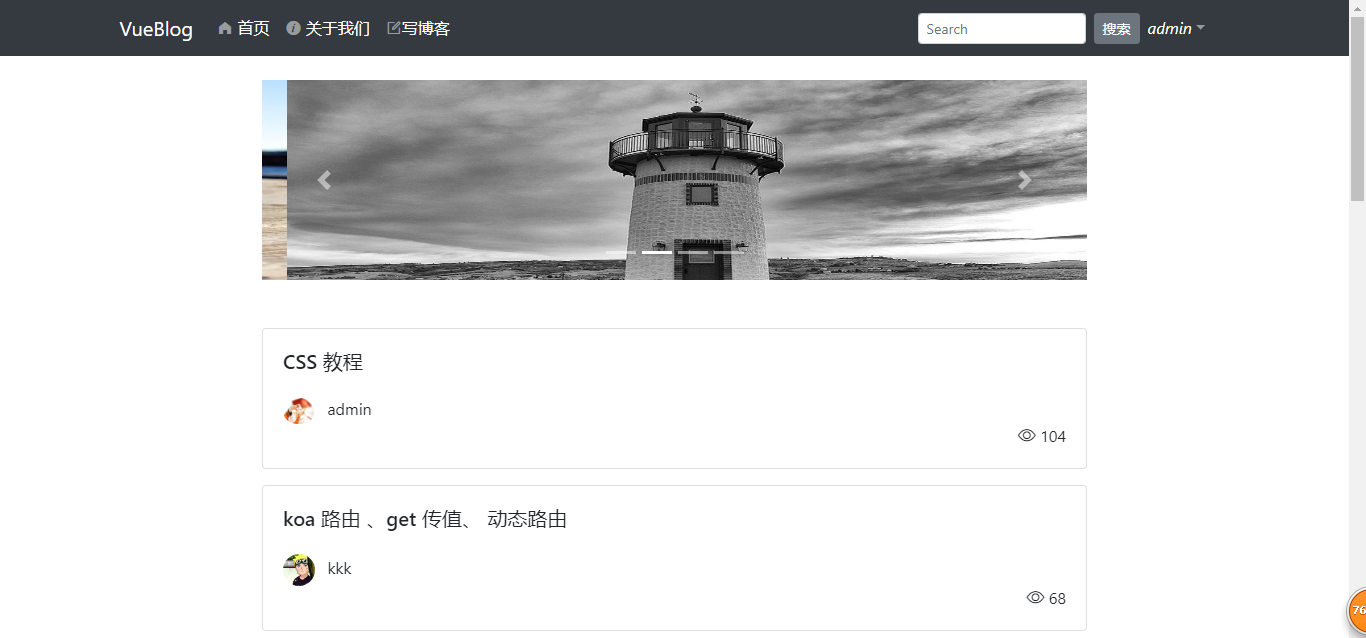 VueBlog 首页 关于我们 写博客 Search 搜索 admin
CSS 教程
admin
104
koa 路由 、get 传值、 动态路由
kkk
68
76